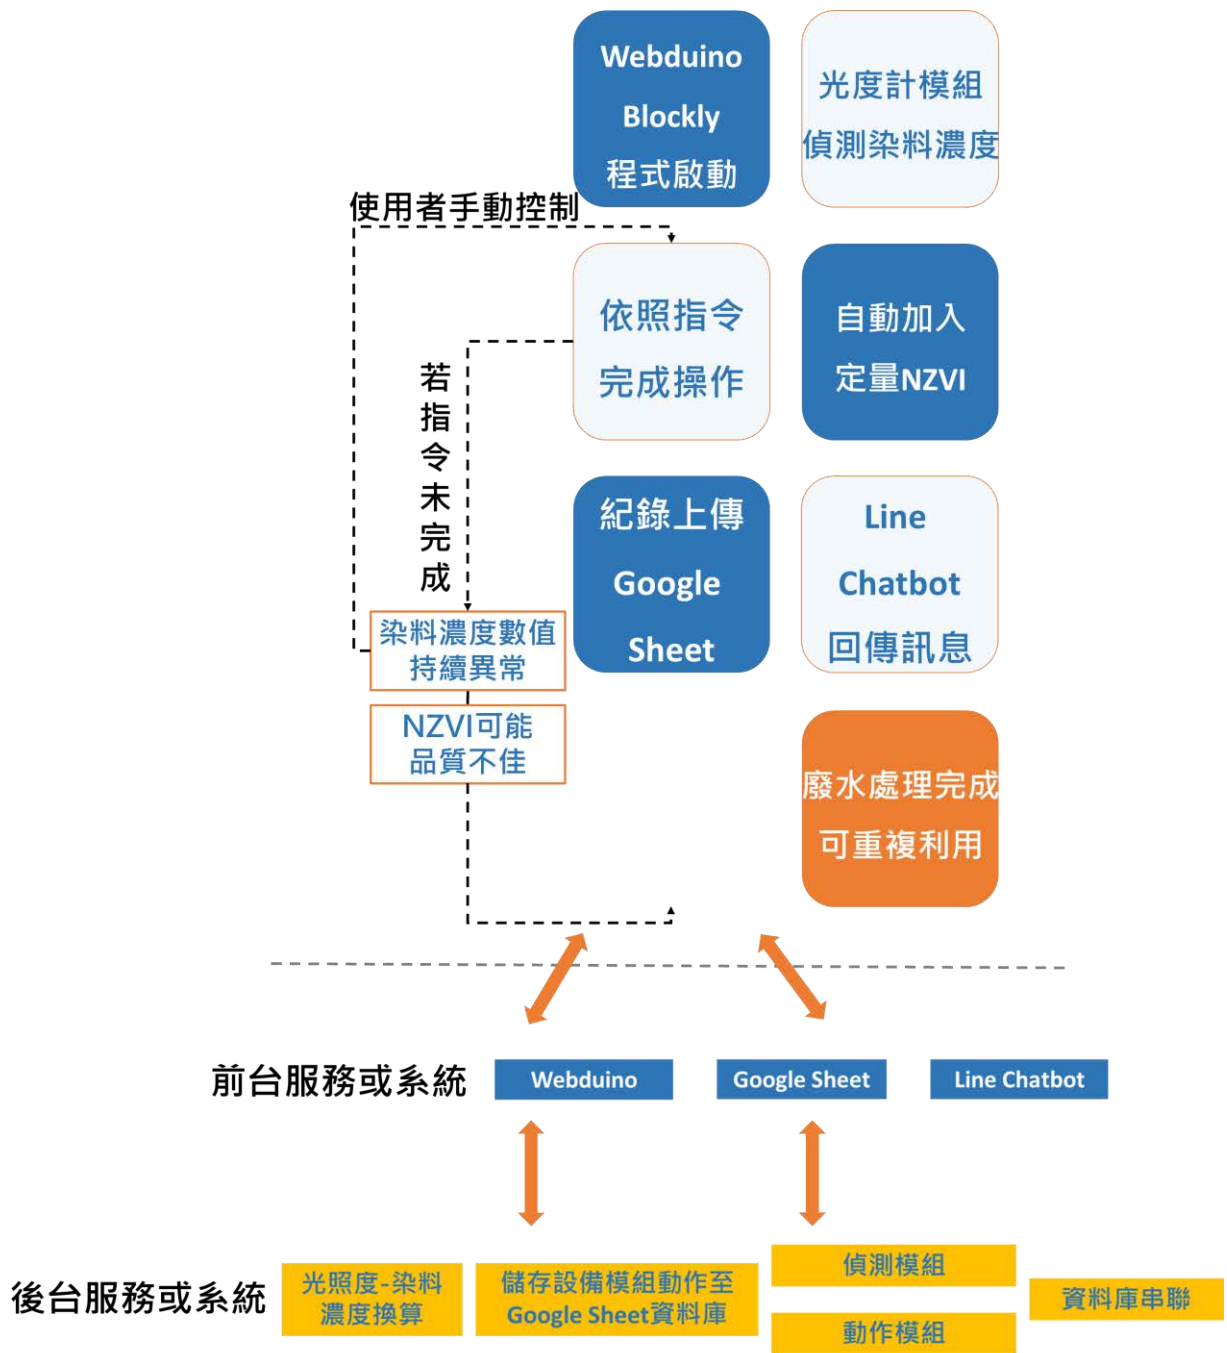 Webduino
Blockly
程式啟動
光度計模組
偵測染料濃度
使用者手動控制
依照指令
完成操作
自動加入
定量NZVI
若指令未完成
紀錄上傳
Google
Sheet
Line
Chatbot
回傳訊息
染料濃度數值
持續異常
NZVI可能
品質不佳
廢水處理完成
可重複利用
前台服務或系統
Webduino
Google Sheet
Line Chatbot
後台服務或系統
光照度-染料
濃度換算
儲存設備模組動作至
Google Sheet資料庫
偵測模組
動作模組
資料庫串聯